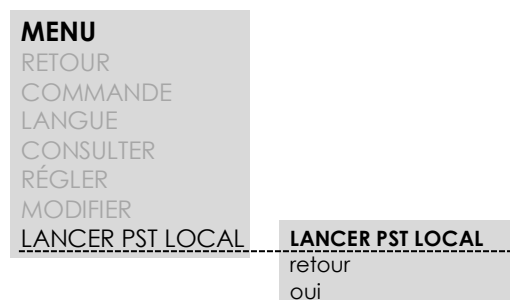 MENU
RETOUR
COMMANDE
LANGUE
CONSULTER
RÉGLER
MODIFIER
LANCER PST LOCAL
LANCER PST LOCAL
retour
oui